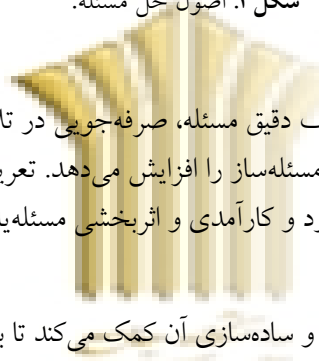 شکل ۱. اصول حل مسئله.
ف دقیق مسئله، صرفه‌جویی در تلا
مسئله‌ساز را افزایش می‌دهد. تعری
رد و کارآمدی و اثربخشی مسئله‌ی
و ساده‌سازی آن کمک می‌کند تا ب